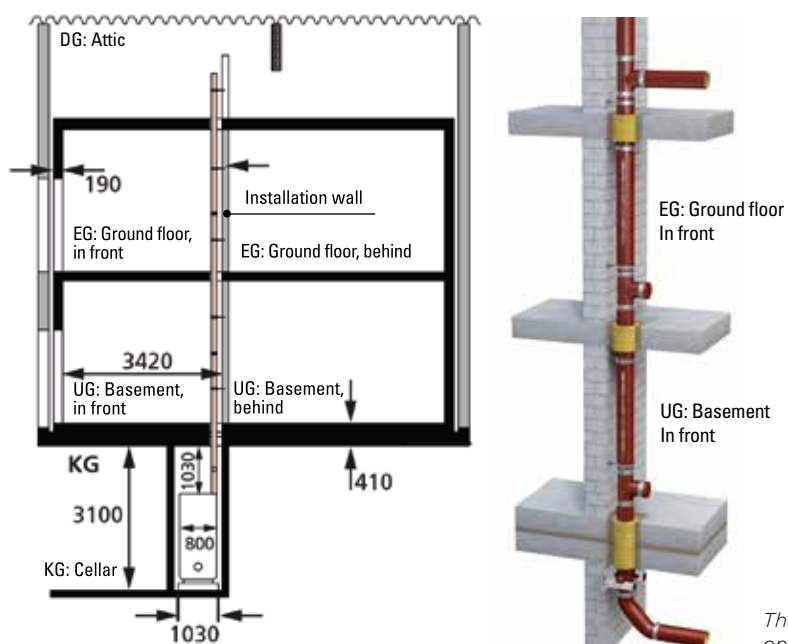 DG: Attic
190
Installation wall
EG: Ground floor,
in front
EG: Ground floor, behind
3420
UG: Basement,
in front
UG: Basement,
behind
KG
1030
410
3100
800
KG: Cellar
1030
EG: Ground floor
In front
UG: Basement
In front